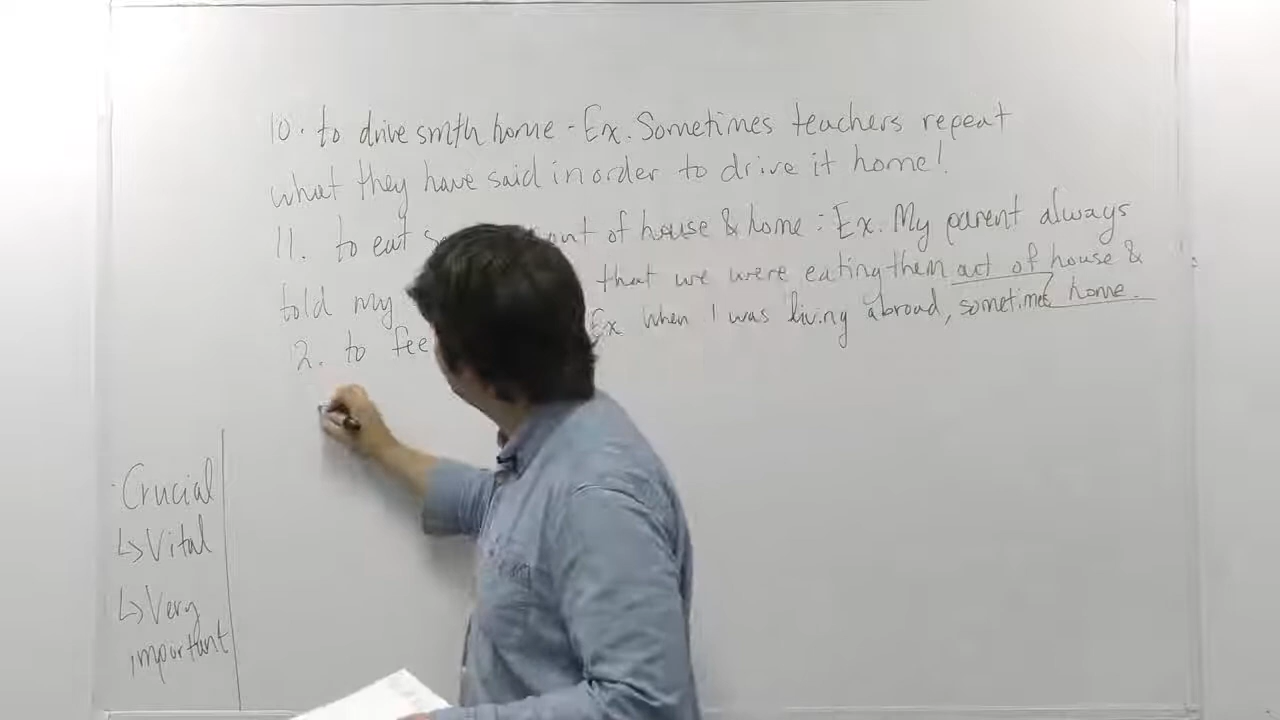 10. to drive smth home - Ex. Sometimes teachers repeat
what they have said in order to drive it home!
11. to eat out of house & home : Ex. My parent always
told my that we were eating them out of house &
home.
2. to fee Ex When I was living abroad, sometimes
Crucial
↳ Vital
↳ Very
important